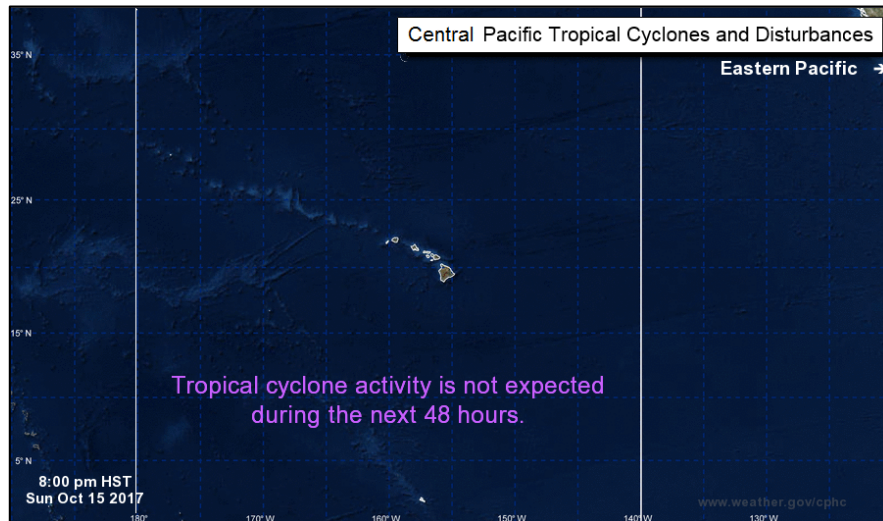 Central Pacific Tropical Cyclones and Disturbances
Eastern Pacific →
35° N
25° N
15° N
5° N
Tropical cyclone activity is not expected
during the next 48 hours.
8:00 pm HST
Sun Oct 15 2017
www.weather.gov/cphc
180° 170° W 160° W 150° W 140° W 130° W